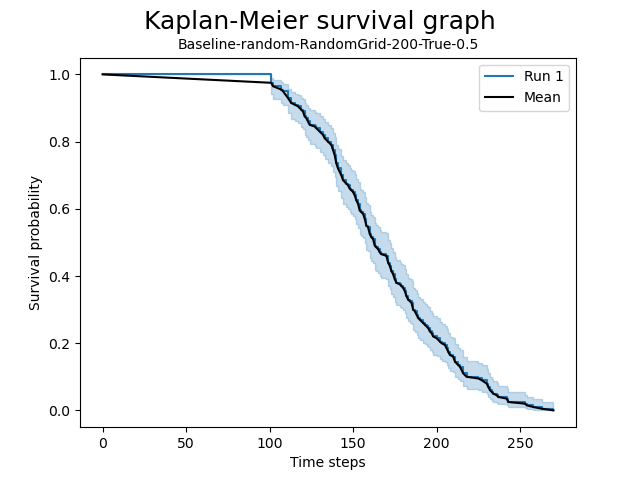 Kaplan-Meier survival graph
Baseline-random-RandomGrid-200-True-0.5
Run 1
Mean
1.0
0.8
0.6
0.4
0.2
0.0
Survival probability
0 50 100 150 200 250
Time steps